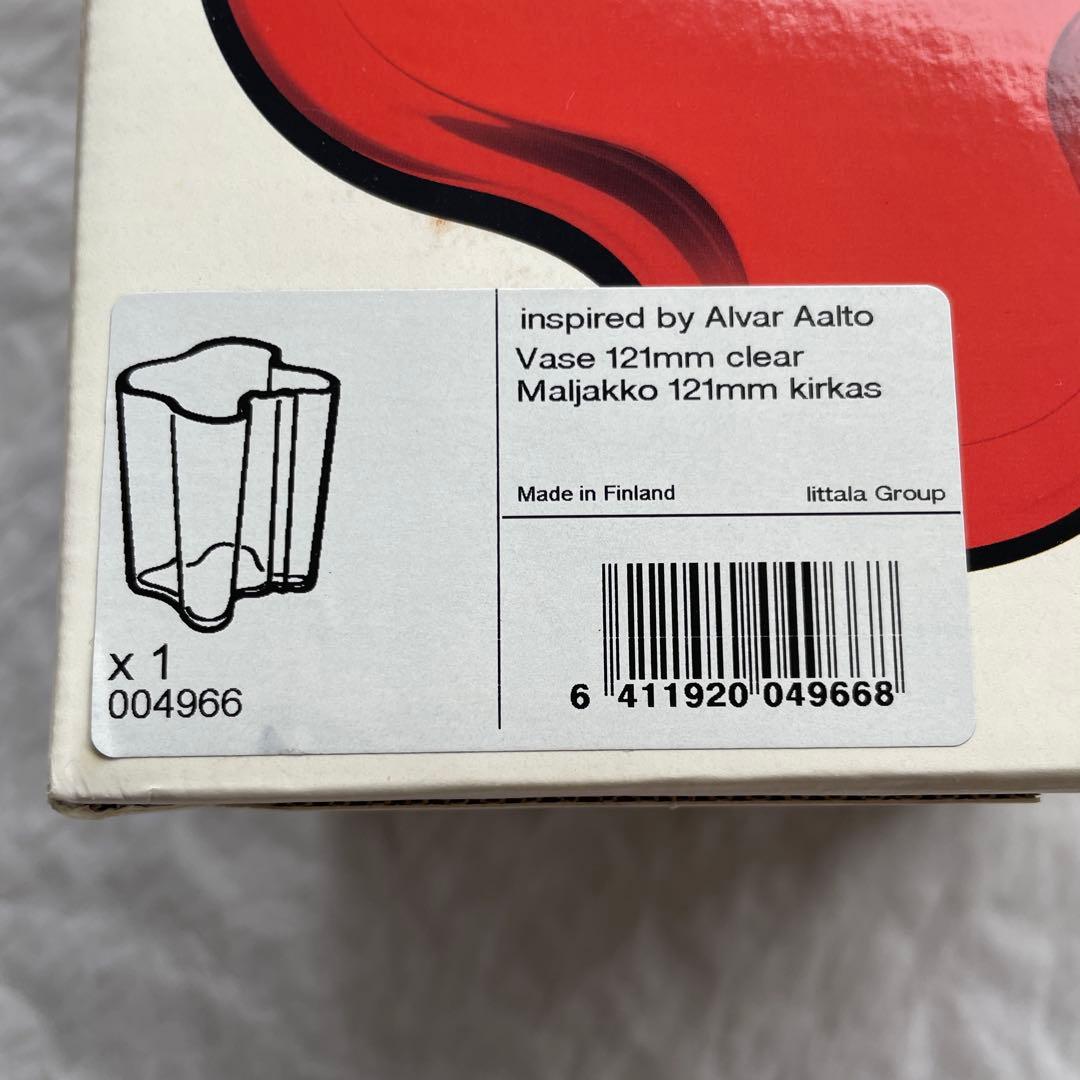 inspired by Alvar Aalto
Vase 121mm clear
Maljakko 121mm kirkas
Made in Finland
Iittala Group
x 1
004966
6 411920 049668